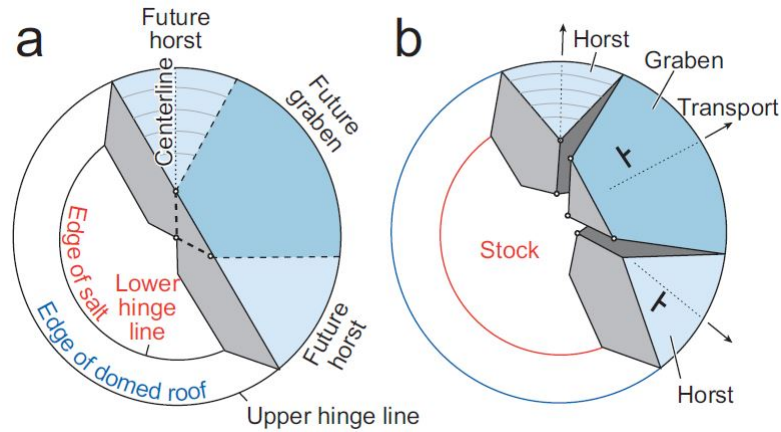 a
Future
horst
Centerline
Future
graben
Edge of salt
Lower
hinge
line
Edge of domed roof
Future
horst
Upper hinge line
b
Horst
Graben
Transport
Stock
Horst